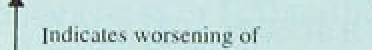 Indicates worsening of